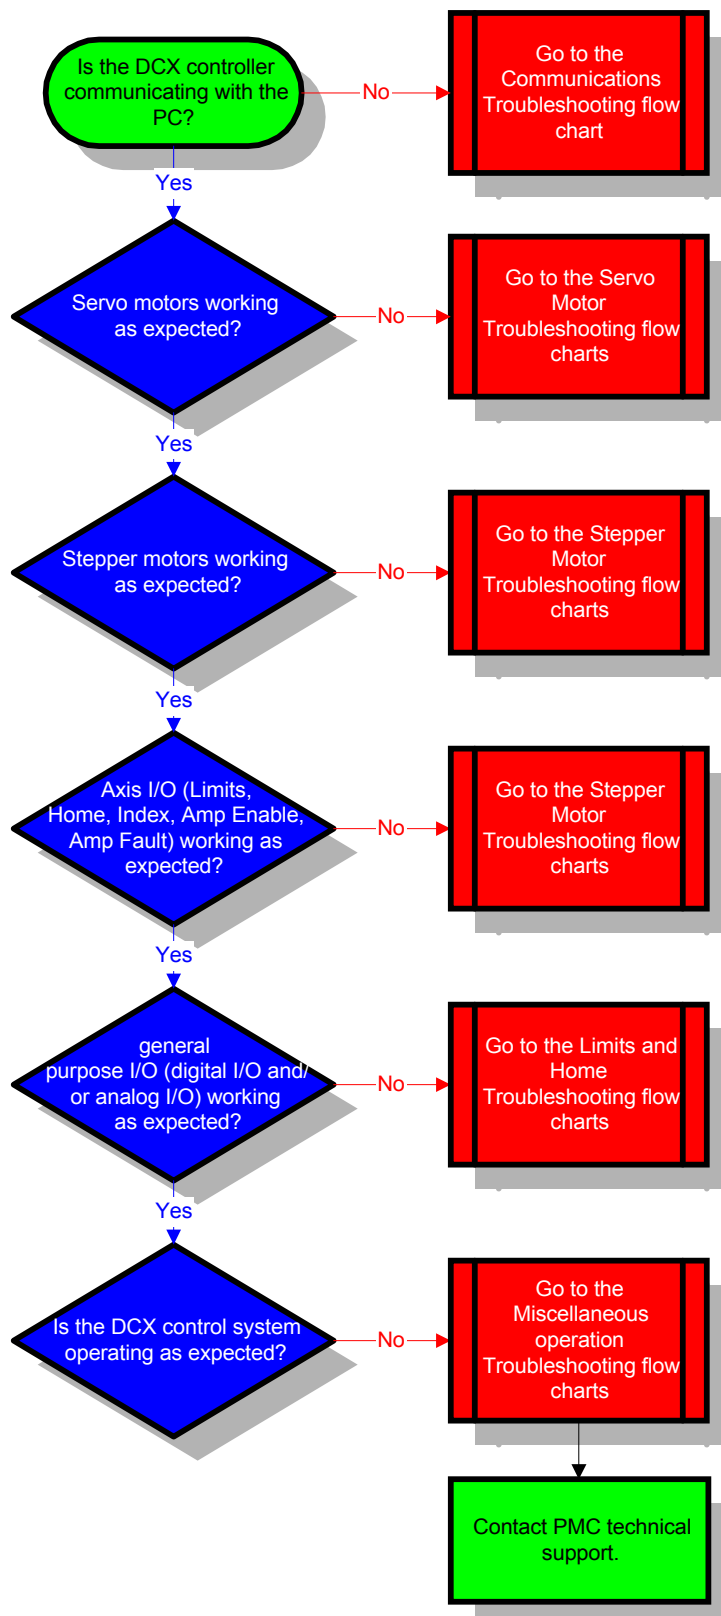 Is the DCX controller
communicating with the
PC?
No
Go to the
Communications
Troubleshooting flow
chart
Yes
Servo motors working
as expected?
No
Go to the Servo
Motor
Troubleshooting flow
charts
Yes
Stepper motors working
as expected?
No
Go to the Stepper
Motor
Troubleshooting flow
charts
Yes
Axis I/O (Limits,
Home, Index, Amp Enable,
Amp Fault) working as
expected?
No
Go to the Stepper
Motor
Troubleshooting flow
charts
Yes
general
purpose I/O (digital I/O and/
or analog I/O) working
as expected?
No
Go to the Limits and
Home
Troubleshooting flow
charts
Yes
Is the DCX control system
operating as expected?
No
Go to the
Miscellaneous
operation
Troubleshooting flow
charts
Contact PMC technical
support.